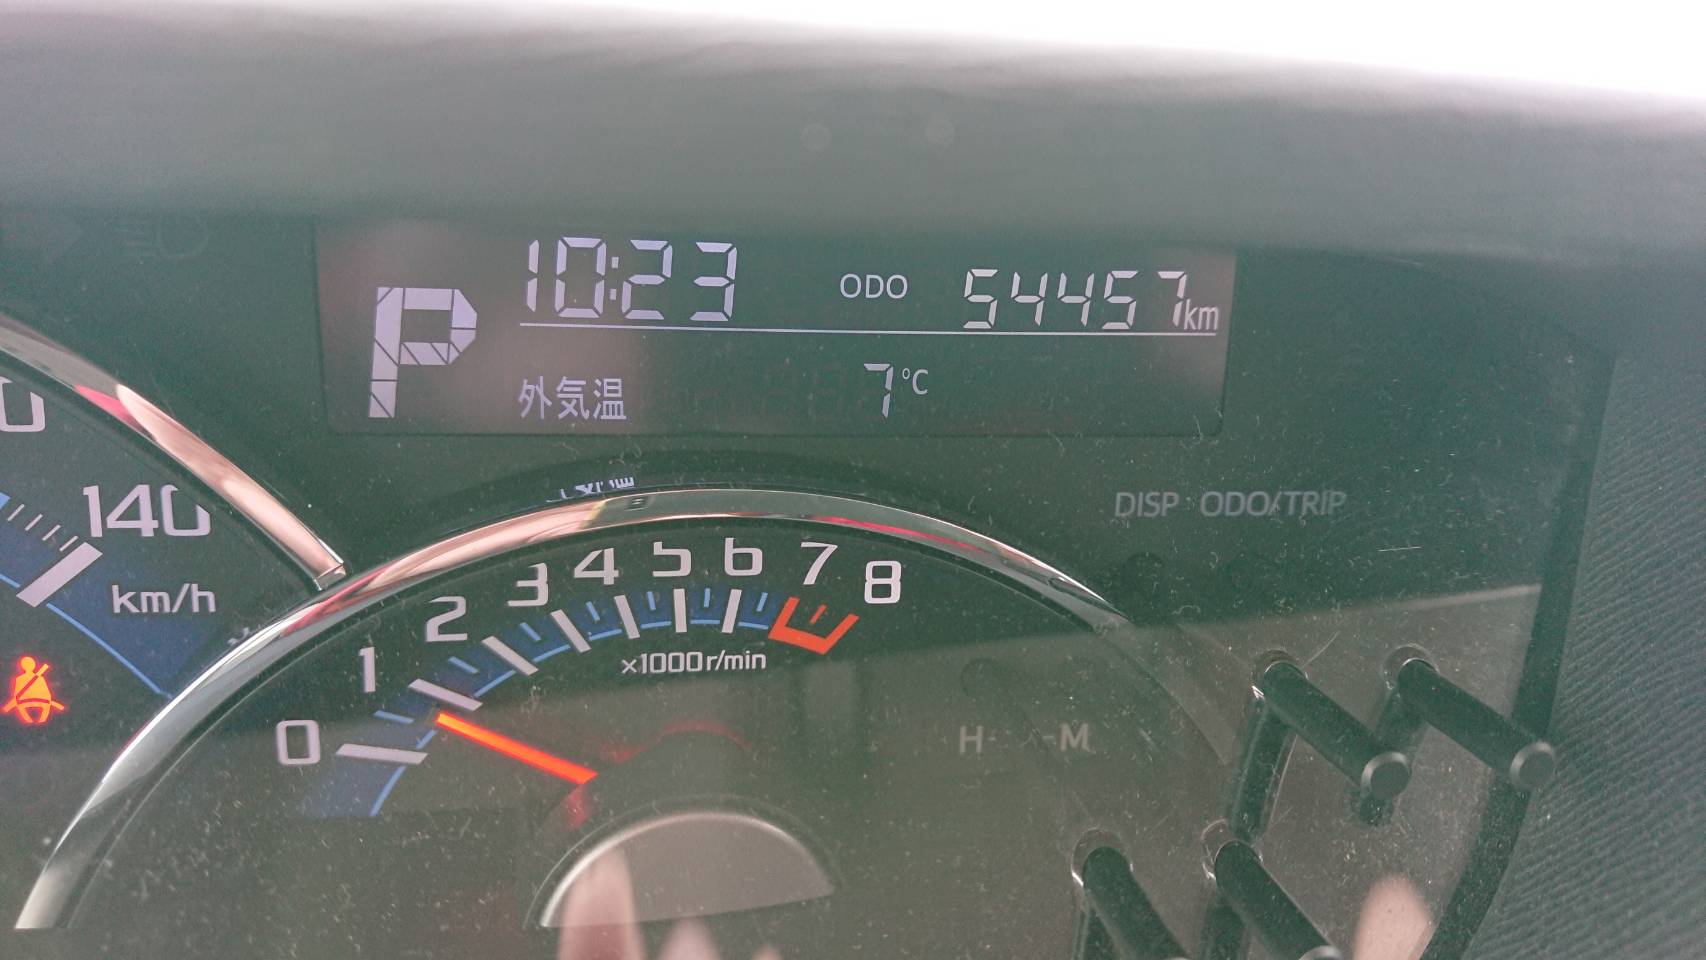 10:23 ODO 54457km
P
外気温 7℃
140
km/h
DISP ODO/TRIP
0 1 2 3 4 5 6 7 8
×1000r/min
H M